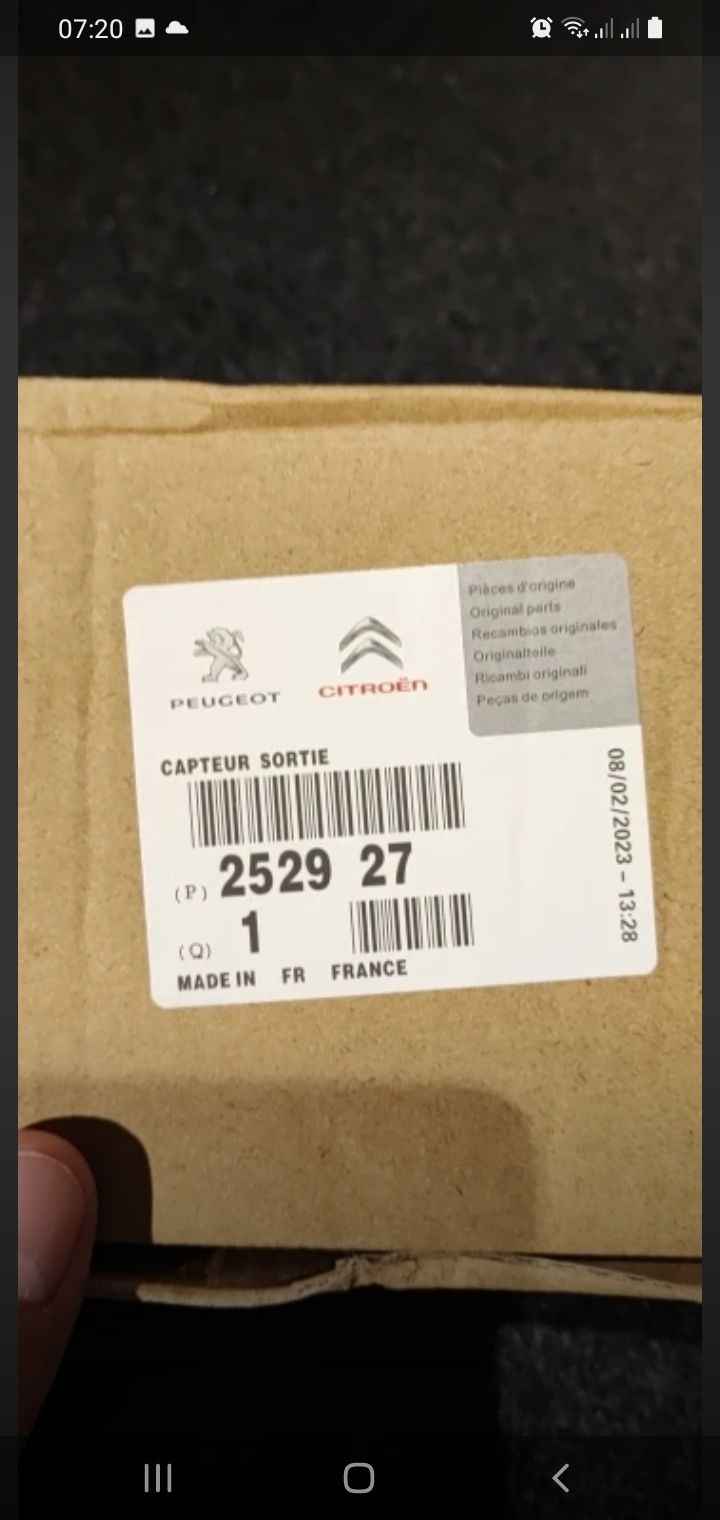 07:20
PEUGEOT
CITROËN
Pièces d'origine
Original parts
Recambios originales
Originalteile
Ricambi originali
Peças de origem
CAPTEUR SORTIE
(P) 2529 27
(Q) 1
MADE IN FR FRANCE
08/02/2023 - 13:28